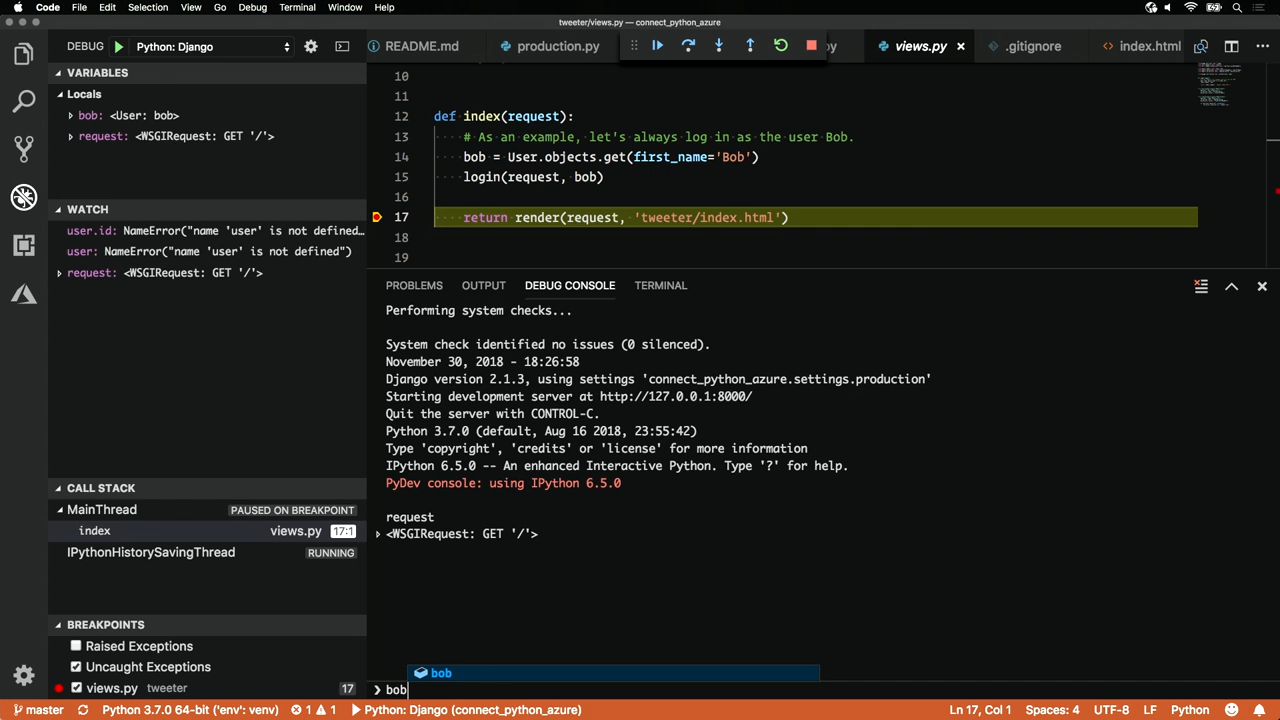 Code File Edit Selection View Go Debug Terminal Window Help
tweeter/views.py — connect_python_azure
DEBUG Python: Django
README.md production.py py views.py .gitignore index.html
VARIABLES
Locals
bob: <User: bob>
request: <WSGIRequest: GET '/'>
WATCH
user.id: NameError("name 'user' is not defined…
user: NameError("name 'user' is not defined")
request: <WSGIRequest: GET '/'>
CALL STACK
MainThread PAUSED ON BREAKPOINT
index views.py 17:1
IPythonHistorySavingThread RUNNING
BREAKPOINTS
Raised Exceptions
Uncaught Exceptions
views.py tweeter 17
10
11
12 def index(request):
13 # As an example, let's always log in as the user Bob.
14 bob = User.objects.get(first_name='Bob')
15 login(request, bob)
16
17 return render(request, 'tweeter/index.html')
18
19
PROBLEMS OUTPUT DEBUG CONSOLE TERMINAL
Performing system checks...
System check identified no issues (0 silenced).
November 30, 2018 - 18:26:58
Django version 2.1.3, using settings 'connect_python_azure.settings.production'
Starting development server at http://127.0.0.1:8000/
Quit the server with CONTROL-C.
Python 3.7.0 (default, Aug 16 2018, 23:55:42)
Type 'copyright', 'credits' or 'license' for more information
IPython 6.5.0 -- An enhanced Interactive Python. Type '?' for help.
PyDev console: using IPython 6.5.0
request
<WSGIRequest: GET '/'>
bob
bob
master Python 3.7.0 64-bit ('env': venv) 1 1 Python: Django (connect_python_azure) Ln 17, Col 1 Spaces: 4 UTF-8 LF Python